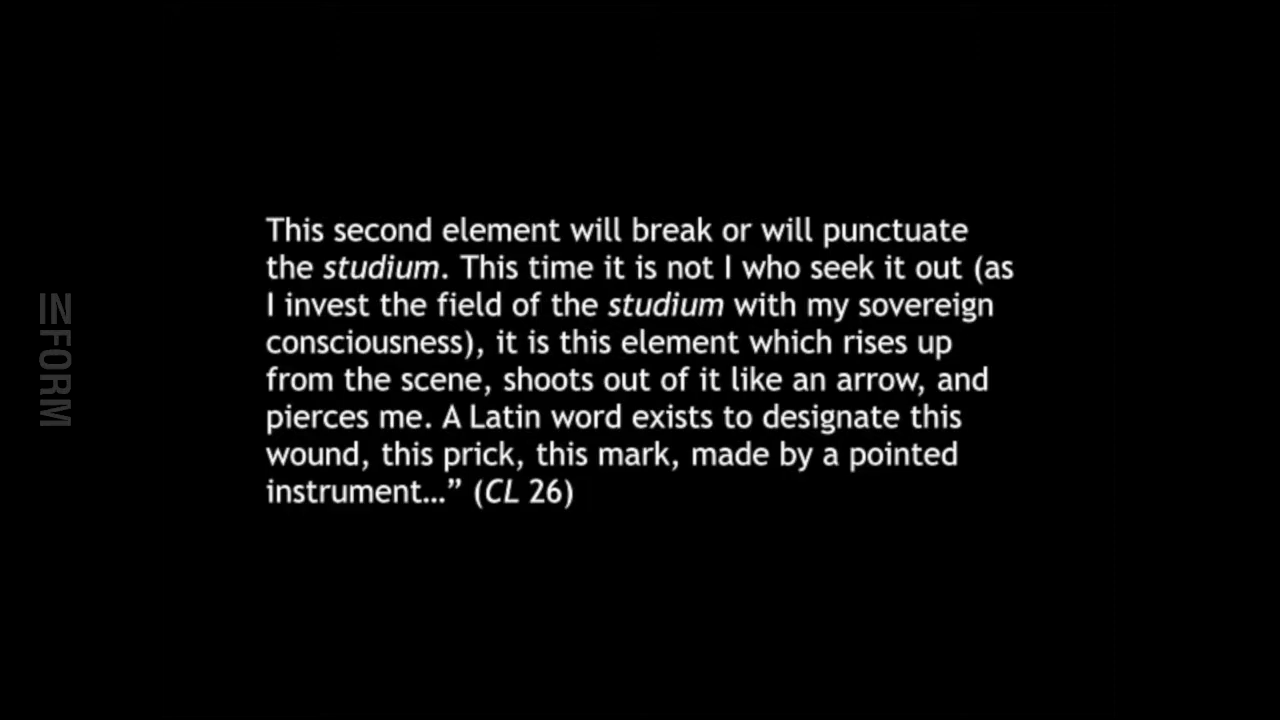 This second element will break or will punctuate
the studium. This time it is not I who seek it out (as
I invest the field of the studium with my sovereign
consciousness), it is this element which rises up
from the scene, shoots out of it like an arrow, and
pierces me. A Latin word exists to designate this
wound, this prick, this mark, made by a pointed
instrument…” (CL 26)
INFORM